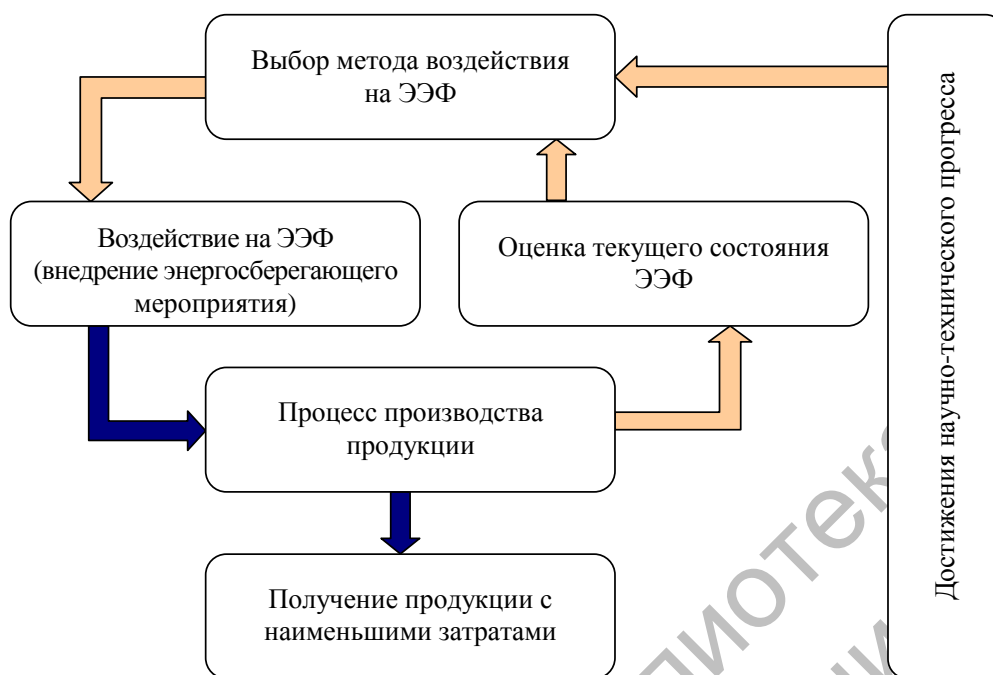 Выбор метода воздействия
на ЭЭФ
Воздействие на ЭЭФ
(внедрение энергосберегающего
мероприятия)
Оценка текущего состояния
ЭЭФ
Процесс производства
продукции
Получение продукции с
наименьшими затратами
Достижения научно-технического прогресса